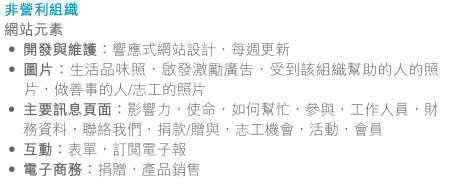 非營利組織
網站元素
• 開發與維護：響應式網站設計，每週更新
• 圖片：生活品味照，啟發激勵廣告，受到該組織幫助的人的照
片，做善事的人/志工的照片
• 主要訊息頁面：影響力，使命，如何幫忙，參與，工作人員，財
務資料，聯絡我們，捐款/贈與，志工機會，活動，會員
• 互動：表單，訂閱電子報
• 電子商務：捐贈，產品銷售